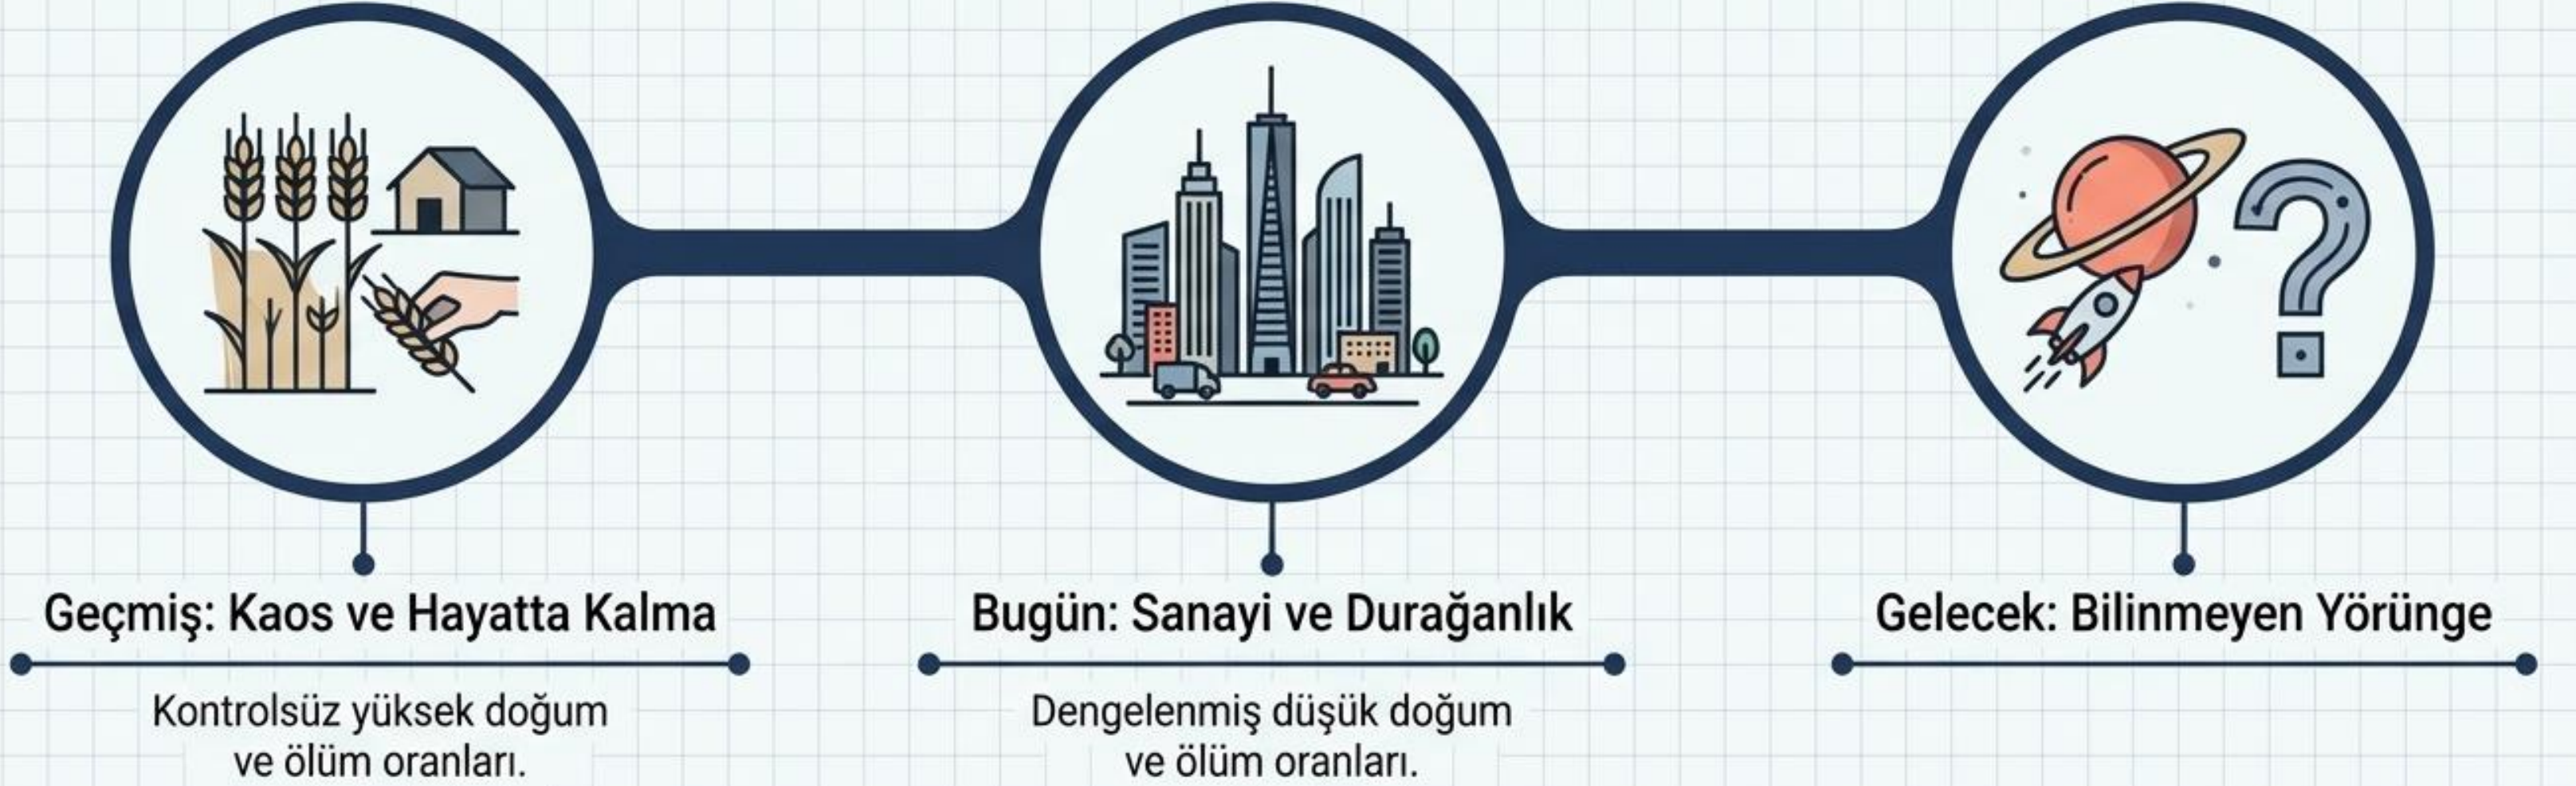 Geçmiş: Kaos ve Hayatta Kalma
Kontrolsüz yüksek doğum
ve ölüm oranları.
Bugün: Sanayi ve Durağanlık
Dengelenmiş düşük doğum
ve ölüm oranları.
Gelecek: Bilinmeyen Yörünge